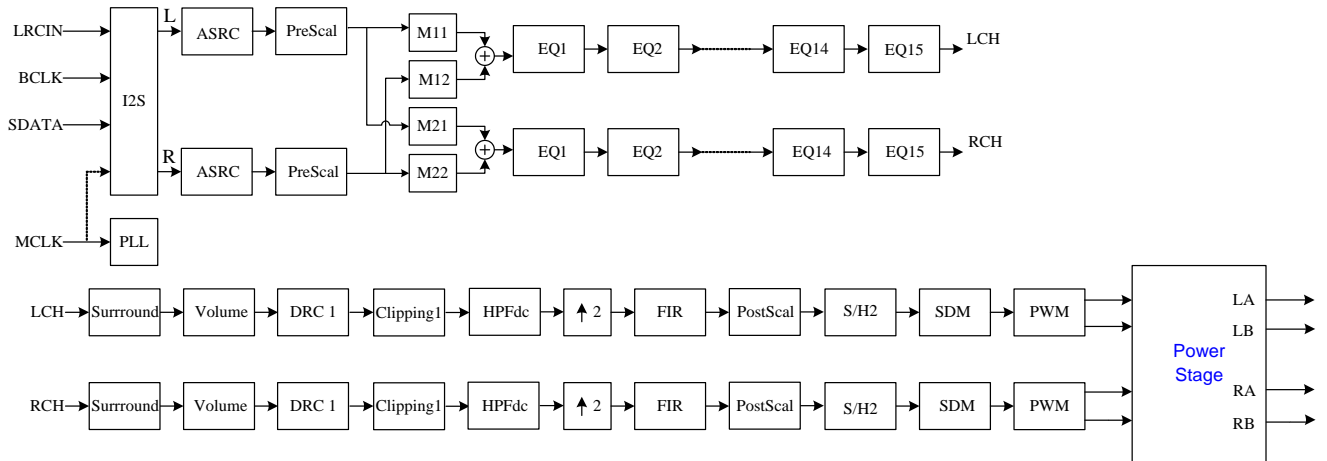 LRCIN
BCLK
SDATA
MCLK
I2S
PLL
L
ASRC
PreScal
R
ASRC
PreScal
M11
M12
M21
M22
EQ1
EQ2
EQ14
EQ15
LCH
EQ1
EQ2
EQ14
EQ15
RCH
LCH
Surrround
Volume
DRC 1
Clipping1
HPFdc
2
FIR
PostScal
S/H2
SDM
PWM
RCH
Surrround
Volume
DRC 1
Clipping1
HPFdc
2
FIR
PostScal
S/H2
SDM
PWM
Power
Stage
LA
LB
RA
RB